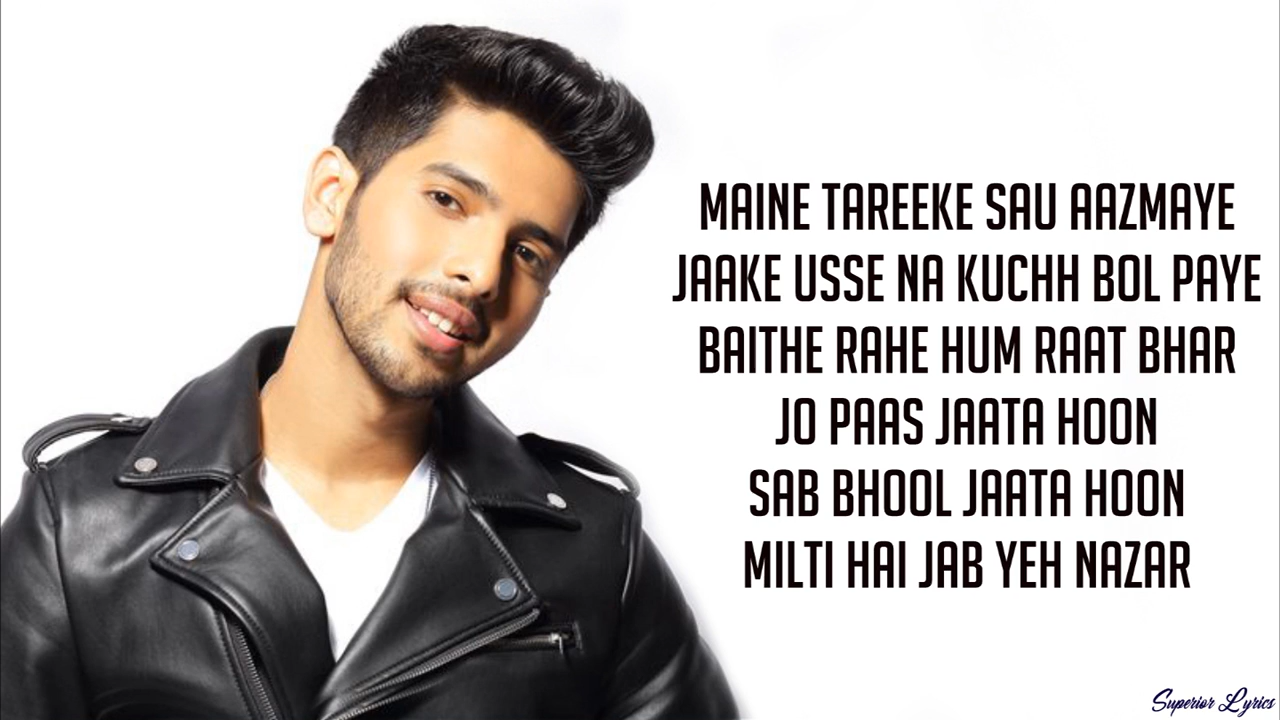 MAINE TAREEKE SAU AAZMAYE
JAAKE USSE NA KUCHH BOL PAYE
BAITHE RAHE HUM RAAT BHAR
JO PAAS JAATA HOON
SAB BHOOL JAATA HOON
MILTI HAI JAB YEH NAZAR
Superior Lyrics